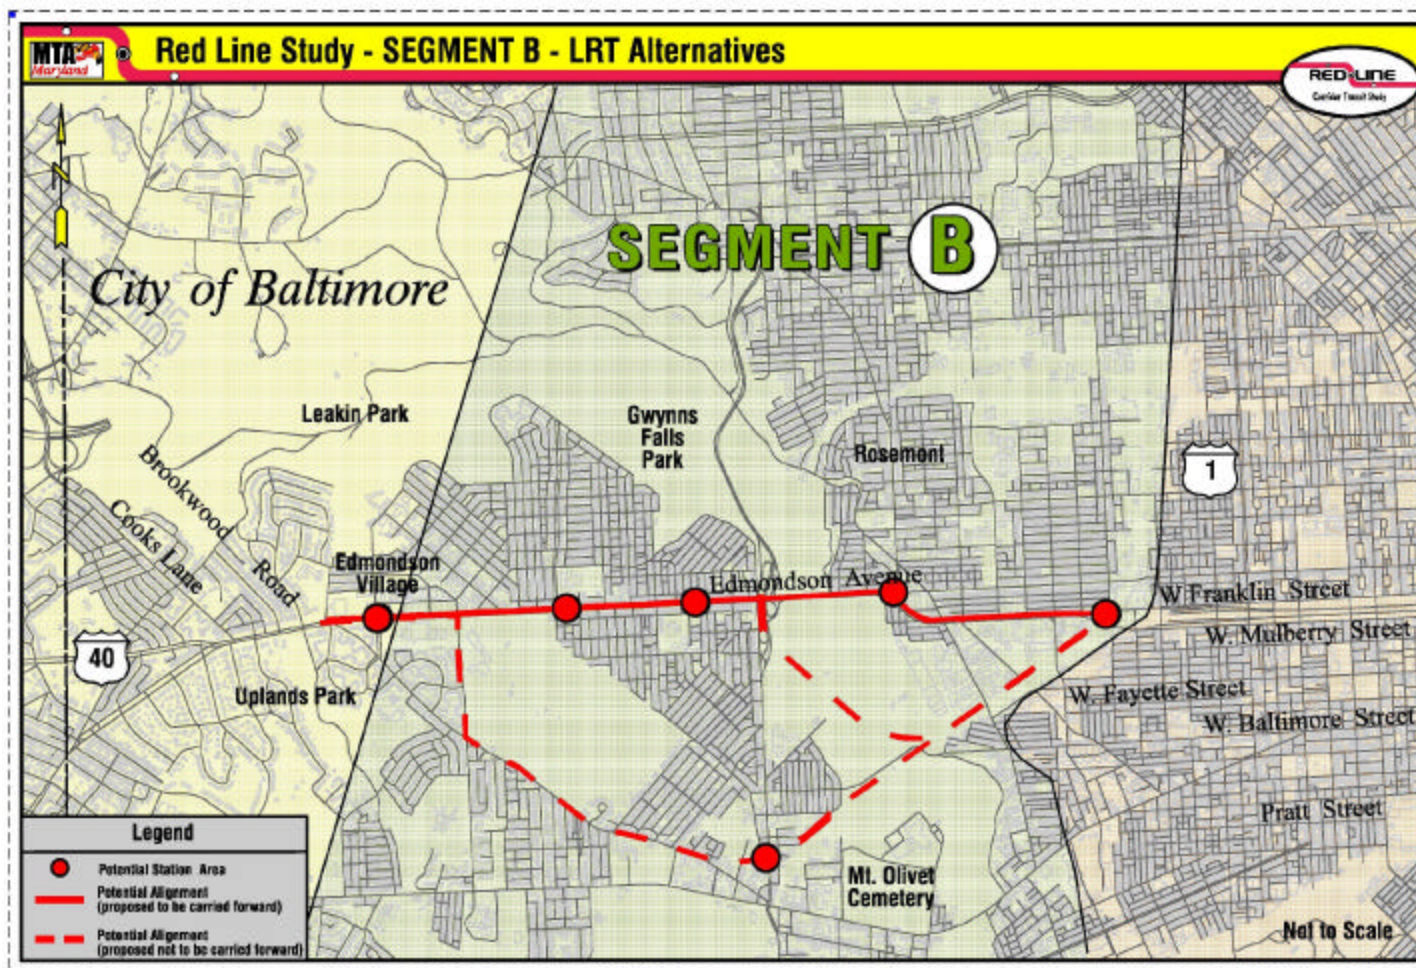 MTA
Maryland
Red Line Study - SEGMENT B - LRT Alternatives
RED LINE
Corridor Transit Study
N
SEGMENT B
City of Baltimore
Leakin Park
Gwynns
Falls
Park
Rosemont
1
Brookwood
Road
Cooks Lane
Edmondson
Village
Edmondson Avenue
W Franklin Street
W. Mulberry Street
40
Uplands Park
W. Fayette Street
W. Baltimore Street
Pratt Street
Mt. Olivet
Cemetery
Not to Scale
Legend
Potential Station Area
Potential Alignment
(proposed to be carried forward)
Potential Alignment
(proposed not to be carried forward)